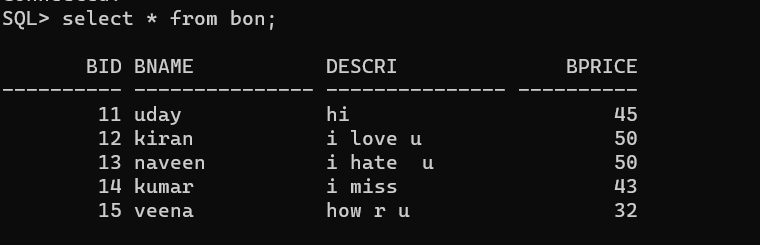 SQL> select * from bon;
       BID BNAME           DESCRI              BPRICE
---------- --------------- --------------- ----------
        11 uday            hi                      45
        12 kiran           i love u                50
        13 naveen          i hate  u               50
        14 kumar           i miss                  43
        15 veena           how r u                 32